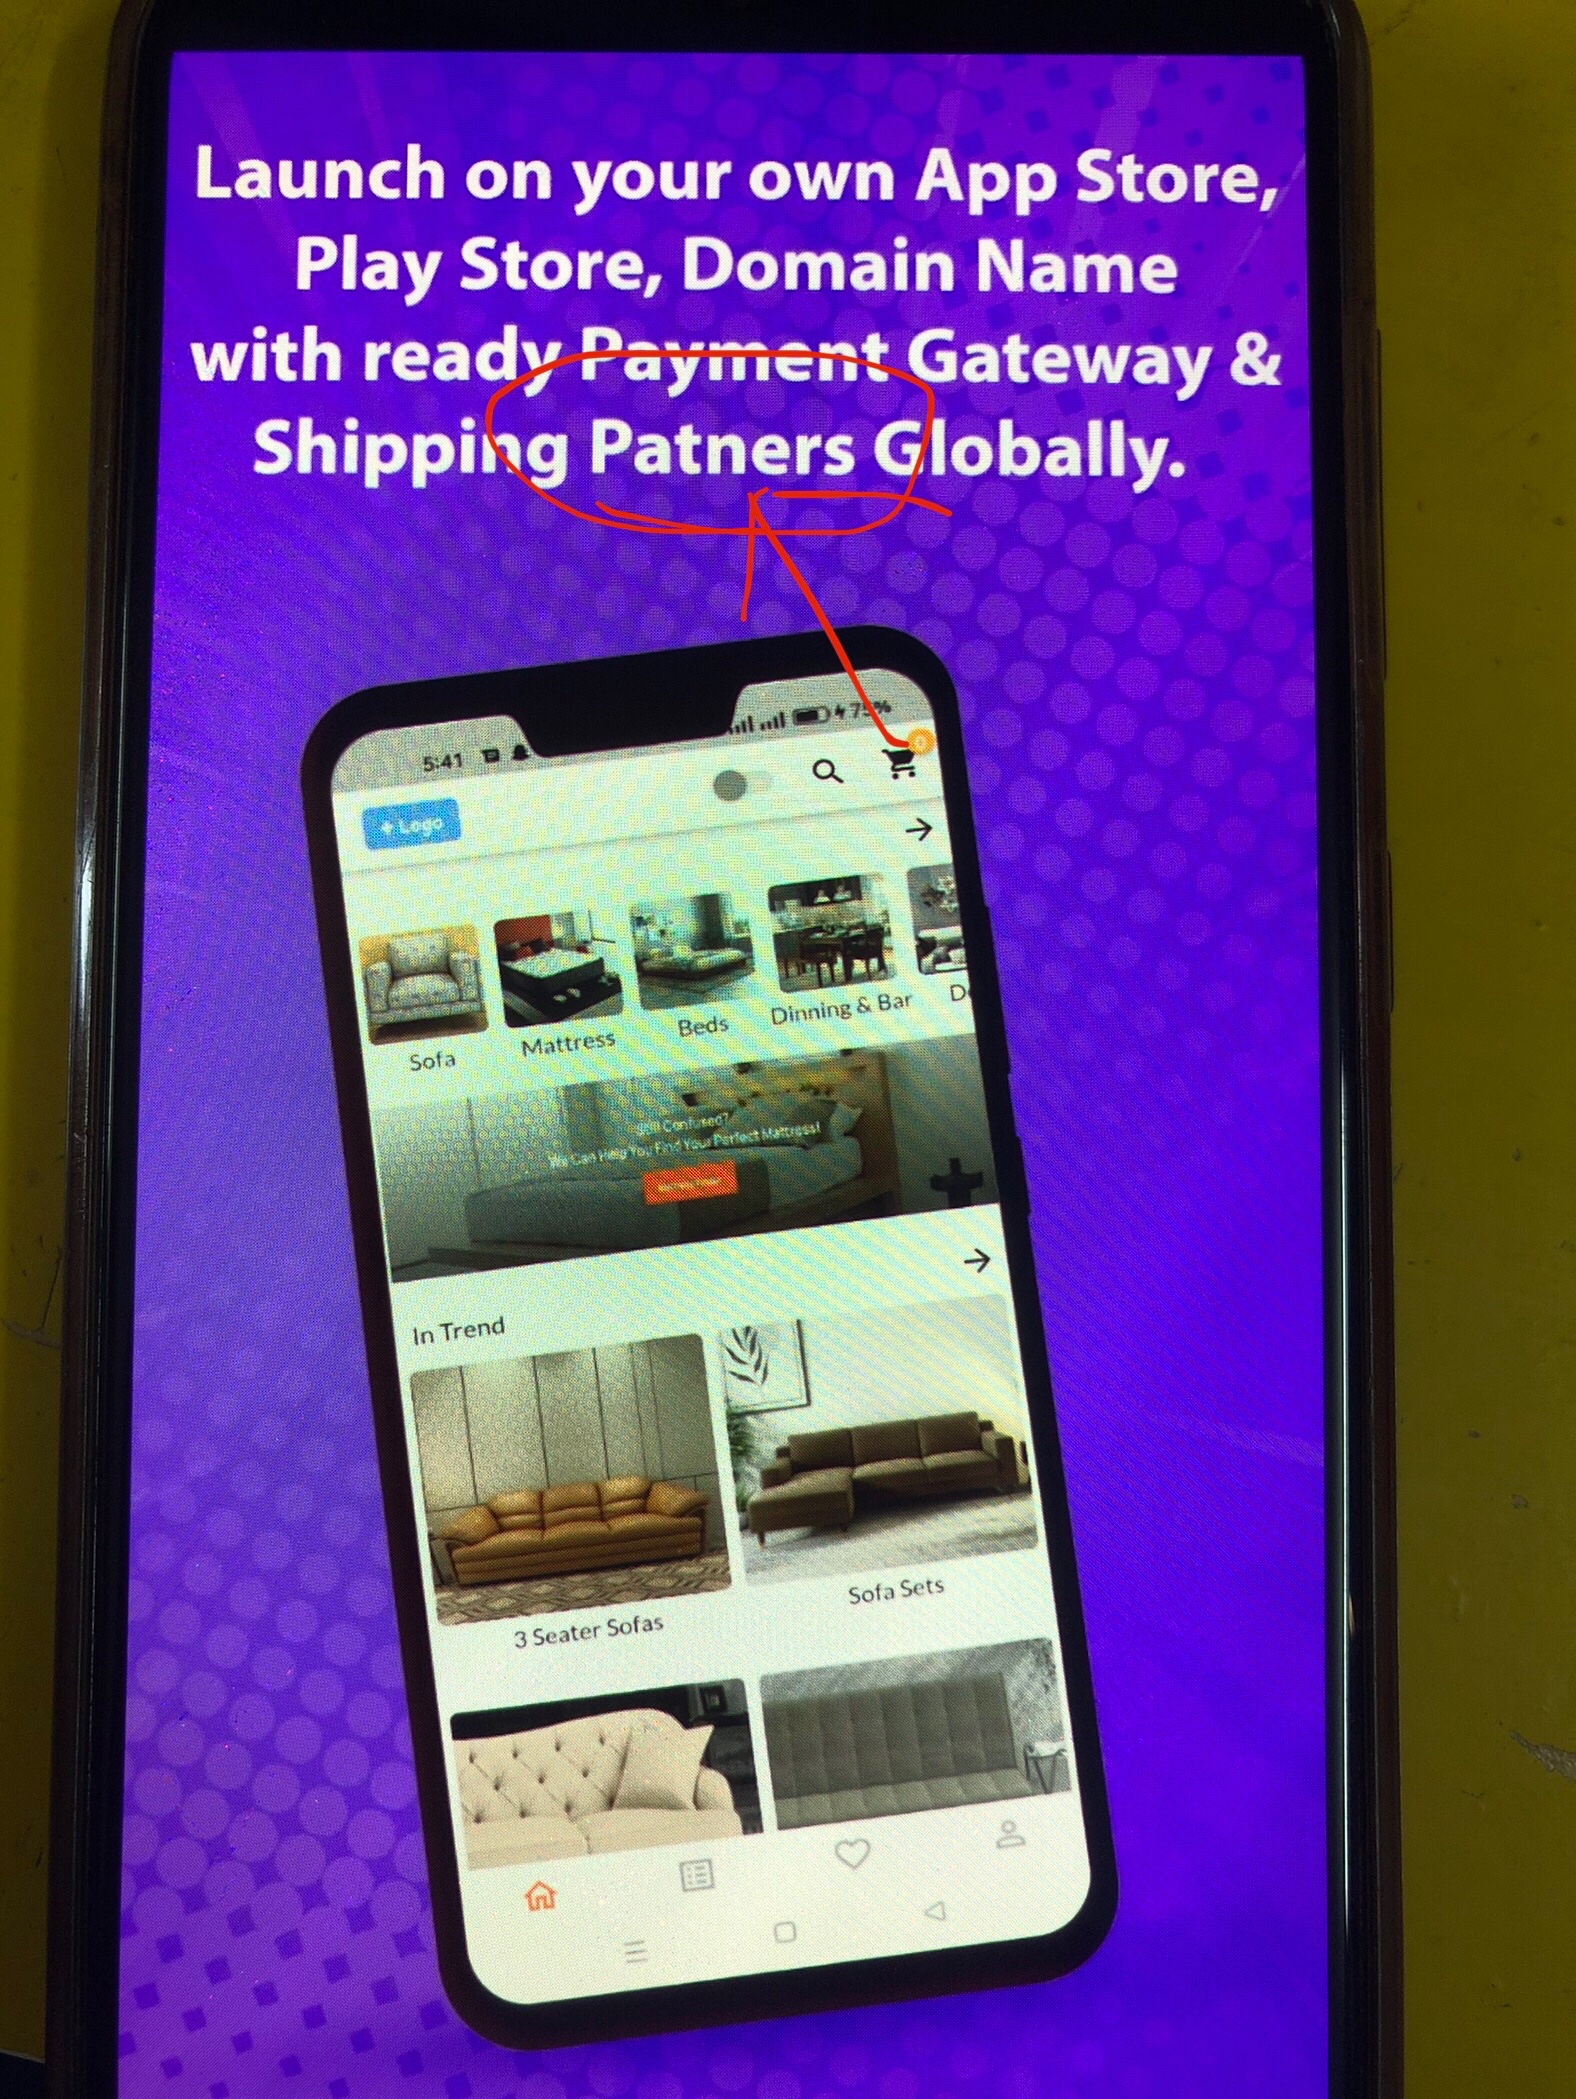 Launch on your own App Store,
Play Store, Domain Name
with ready Payment Gateway &
Shipping Patners Globally.
5:41
75%
0
+ Logo
Sofa
Mattress
Beds
Dinning & Bar
Still Confused?
We Can Help You Find Your Perfect Mattress!
In Trend
3 Seater Sofas
Sofa Sets